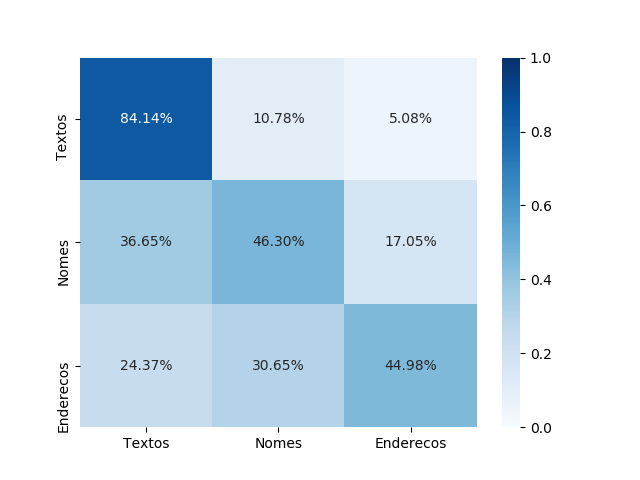 Textos 84.14% 10.78% 5.08%
Nomes 36.65% 46.30% 17.05%
Enderecos 24.37% 30.65% 44.98%
Textos Nomes Enderecos
1.0
0.8
0.6
0.4
0.2
0.0